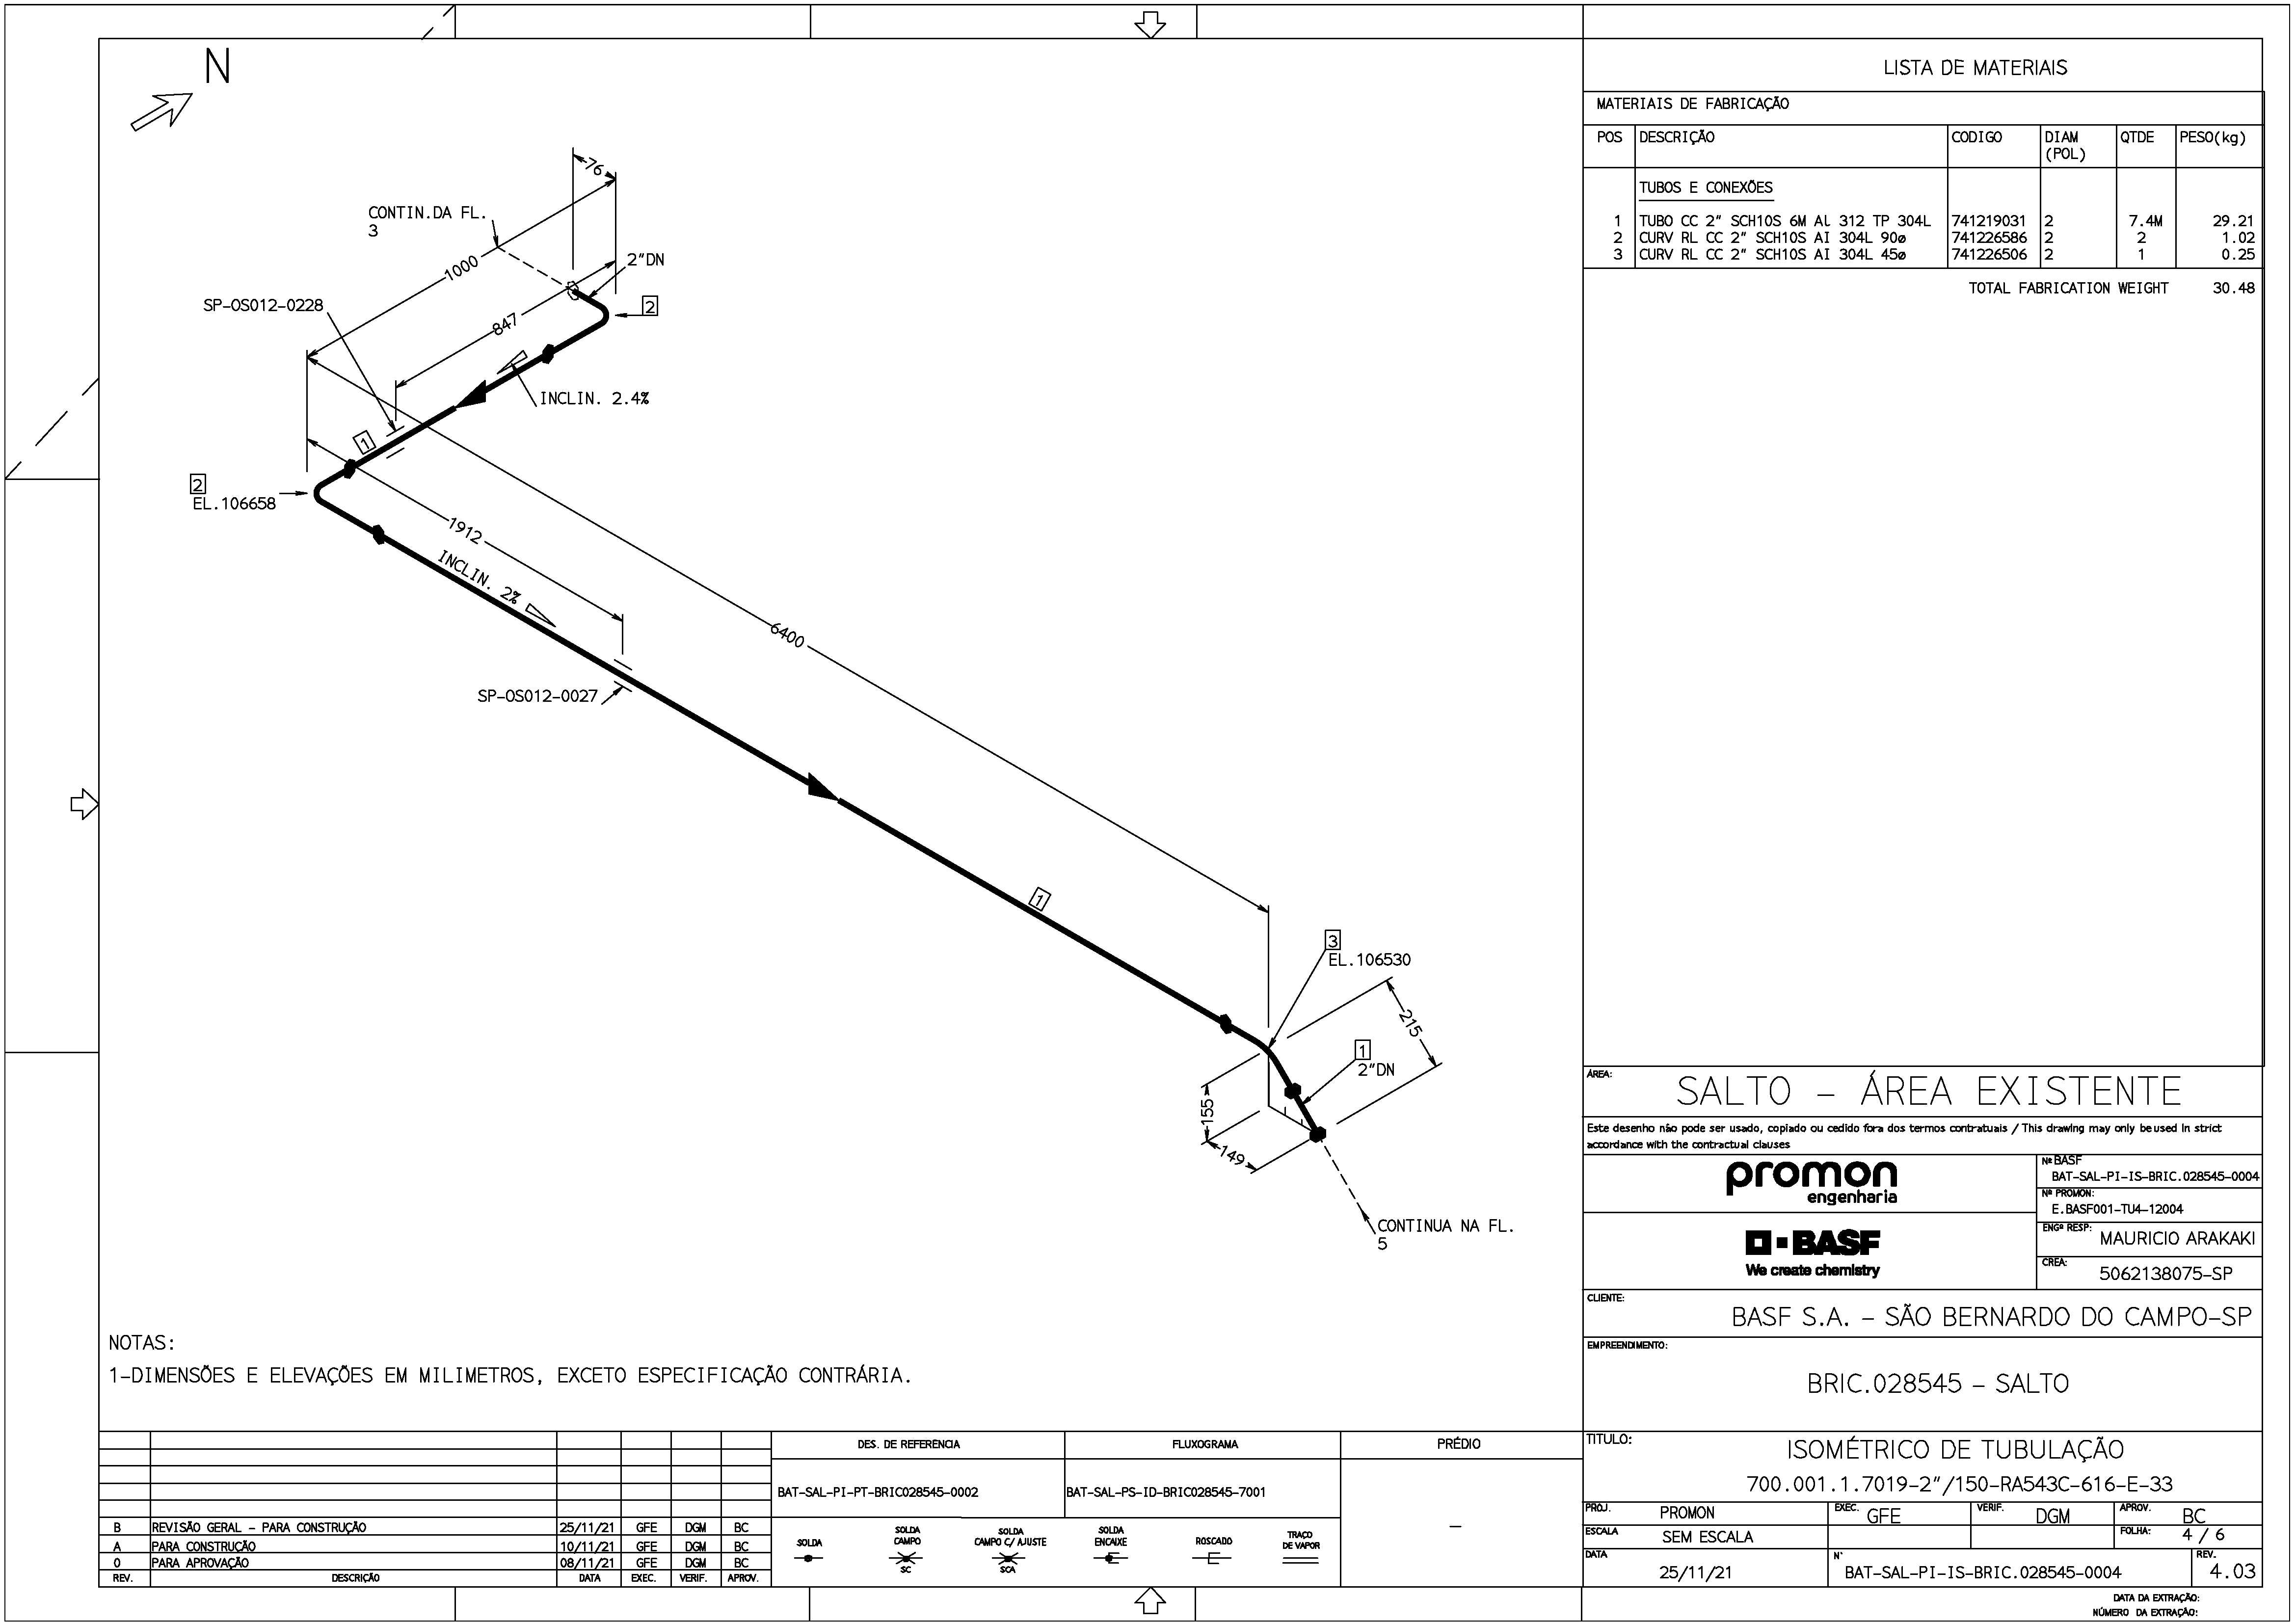 N
76
CONTIN.DA FL.
3
1000
2"DN
SP-OS012-0228
2
847
INCLIN. 2.4%
1
2
EL.106658
1912
INCLIN. 2%
6400
SP-OS012-0027
1
3
EL.106530
215
1
2"DN
155
149
CONTINUA NA FL.
5
NOTAS:
1-DIMENSÕES E ELEVAÇÕES EM MILIMETROS, EXCETO ESPECIFICAÇÃO CONTRÁRIA.
LISTA DE MATERIAIS
MATERIAIS DE FABRICAÇÃO
POS DESCRIÇÃO CODIGO DIAM (POL) QTDE PESO(kg)
TUBOS E CONEXÕES
1 TUBO CC 2" SCH10S 6M AL 312 TP 304L 741219031 2 7.4M 29.21
2 CURV RL CC 2" SCH10S AI 304L 90ø 741226586 2 2 1.02
3 CURV RL CC 2" SCH10S AI 304L 45ø 741226506 2 1 0.25
TOTAL FABRICATION WEIGHT 30.48
ÁREA:
SALTO - ÁREA EXISTENTE
Este desenho não pode ser usado, copiado ou cedido fora dos termos contratuais / This drawing may only be used in strict
accordance with the contractual clauses
promon
engenharia
Nº BASF
BAT-SAL-PI-IS-BRIC.028545-0004
Nº PROMON:
E.BASF001-TU4-12004
BASF
We create chemistry
ENGº RESP:
MAURICIO ARAKAKI
CREA:
5062138075-SP
CLIENTE:
BASF S.A. - SÃO BERNARDO DO CAMPO-SP
EMPREENDIMENTO:
BRIC.028545 - SALTO
TITULO:
ISOMÉTRICO DE TUBULAÇÃO
700.001.1.7019-2"/150-RA543C-616-E-33
PROJ. PROMON EXEC. GFE VERIF. DGM APROV. BC
ESCALA SEM ESCALA FOLHA: 4 / 6
DATA 25/11/21 Nº BAT-SAL-PI-IS-BRIC.028545-0004 REV. 4.03
DATA DA EXTRAÇÃO:
NÚMERO DA EXTRAÇÃO:
DES. DE REFERÊNCIA FLUXOGRAMA PRÉDIO
BAT-SAL-PI-PT-BRIC028545-0002 BAT-SAL-PS-ID-BRIC028545-7001 -
B REVISÃO GERAL - PARA CONSTRUÇÃO 25/11/21 GFE DGM BC
A PARA CONSTRUÇÃO 10/11/21 GFE DGM BC
0 PARA APROVAÇÃO 08/11/21 GFE DGM BC
REV. DESCRIÇÃO DATA EXEC. VERIF. APROV.
SOLDA
SOLDA CAMPO
SC
SOLDA CAMPO C/ AJUSTE
SCA
SOLDA ENCAIXE
ROSCADO
TRAÇO DE VAPOR